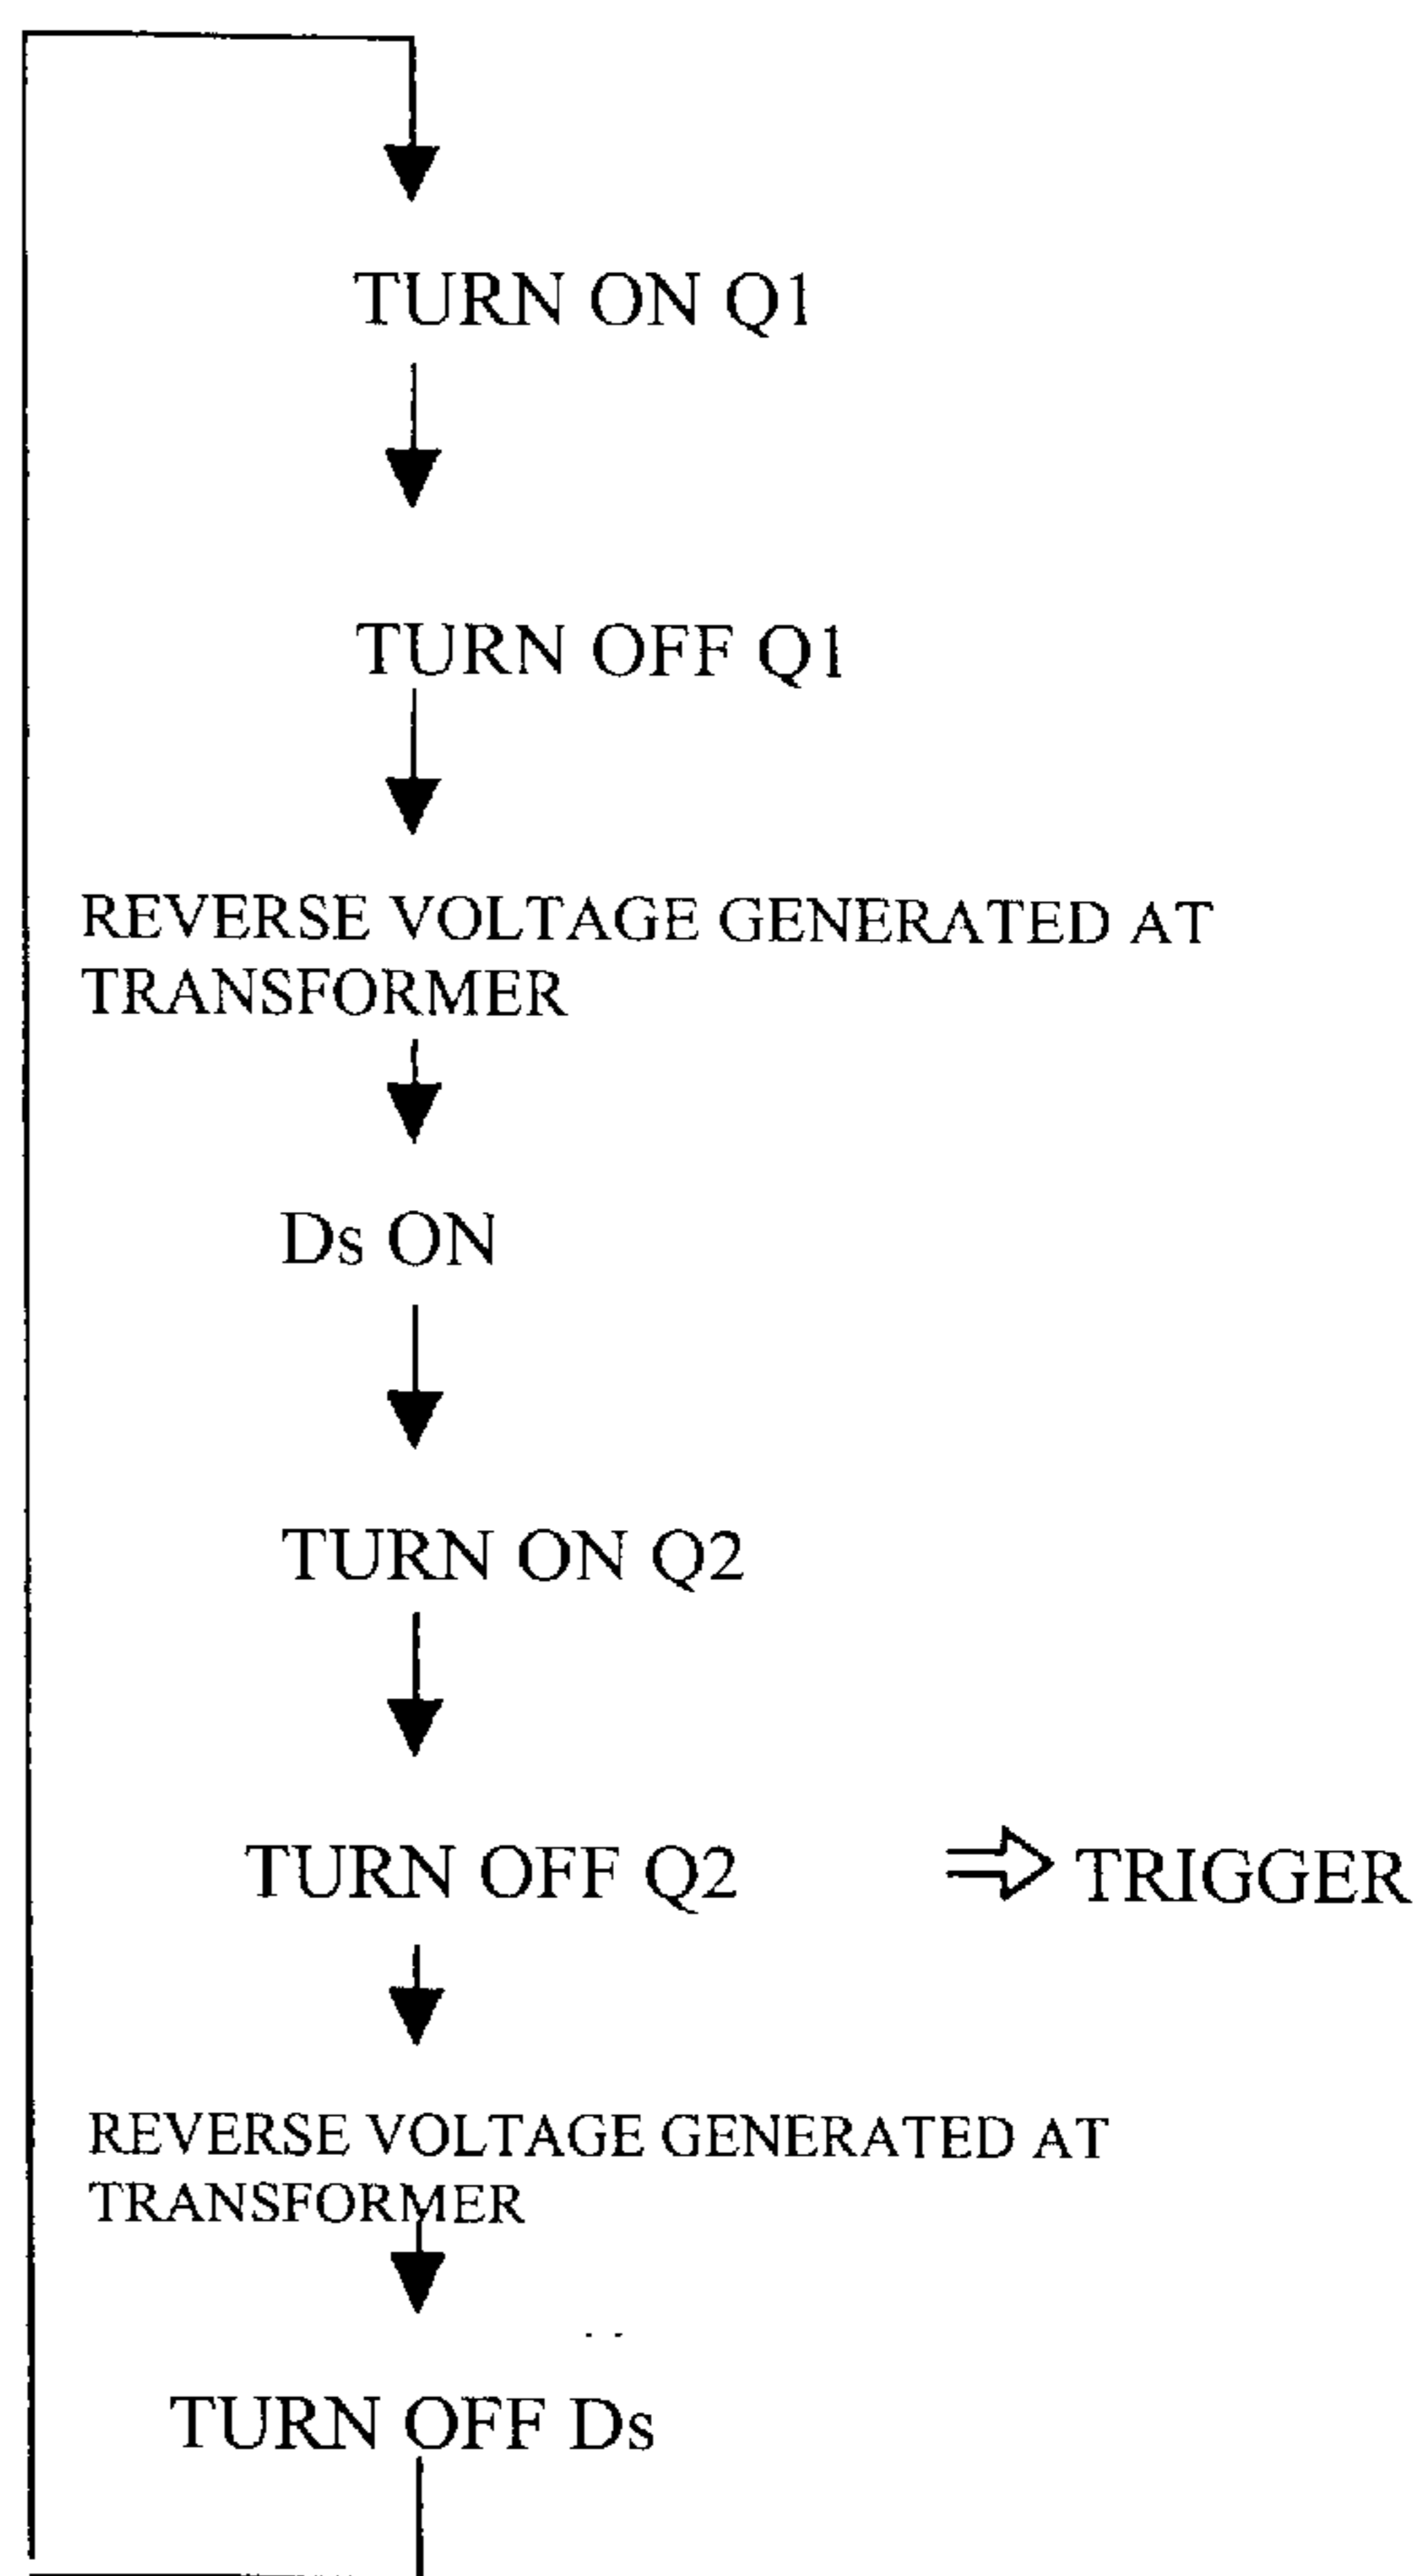 TURN ON Q1
TURN OFF Q1
REVERSE VOLTAGE GENERATED AT
TRANSFORMER
Ds ON
TURN ON Q2
TURN OFF Q2 ⇒ TRIGGER
REVERSE VOLTAGE GENERATED AT
TRANSFORMER
TURN OFF Ds